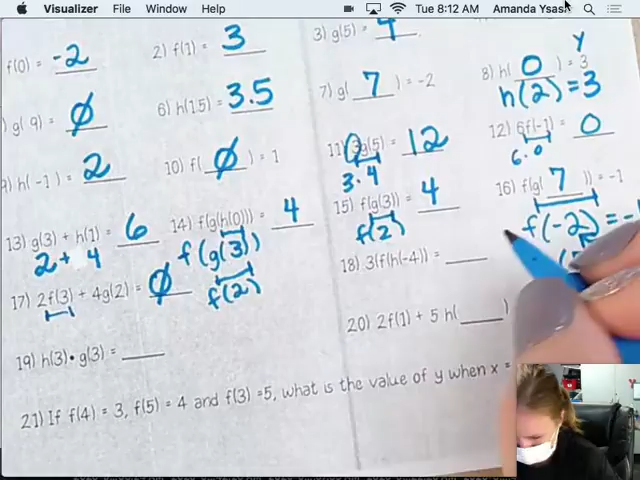 Visualizer File Window Help Tue 8:12 AM Amanda Ysas
f(0) = -2
2) f(1) = 3
3) g(5) = 4
8) h( 0 ) = 3
y
h(2) = 3
g(9) = Ø
6) h(1.5) = 3.5
7) g( 7 ) = -2
h(-1) = 2
10) f( Ø ) = 1
11) 3g(5) = 12
3·4
12) 6f(-1) = 0
6·0
13) g(3) + h(1) = 6
2 + 4
14) f(g(h(0))) = 4
f(g(3))
f(2)
15) f(g(3)) = 4
f(2)
16) f(g( 7 )) = -1
f(-2) =
17) 2f(3) + 4g(2) = Ø
18) 3(f(h(-4)) =
19) h(3)•g(3) =
20) 2f(1) + 5 h( )
21) If f(4) = 3, f(5) = 4 and f(3) =5, what is the value of y when x =